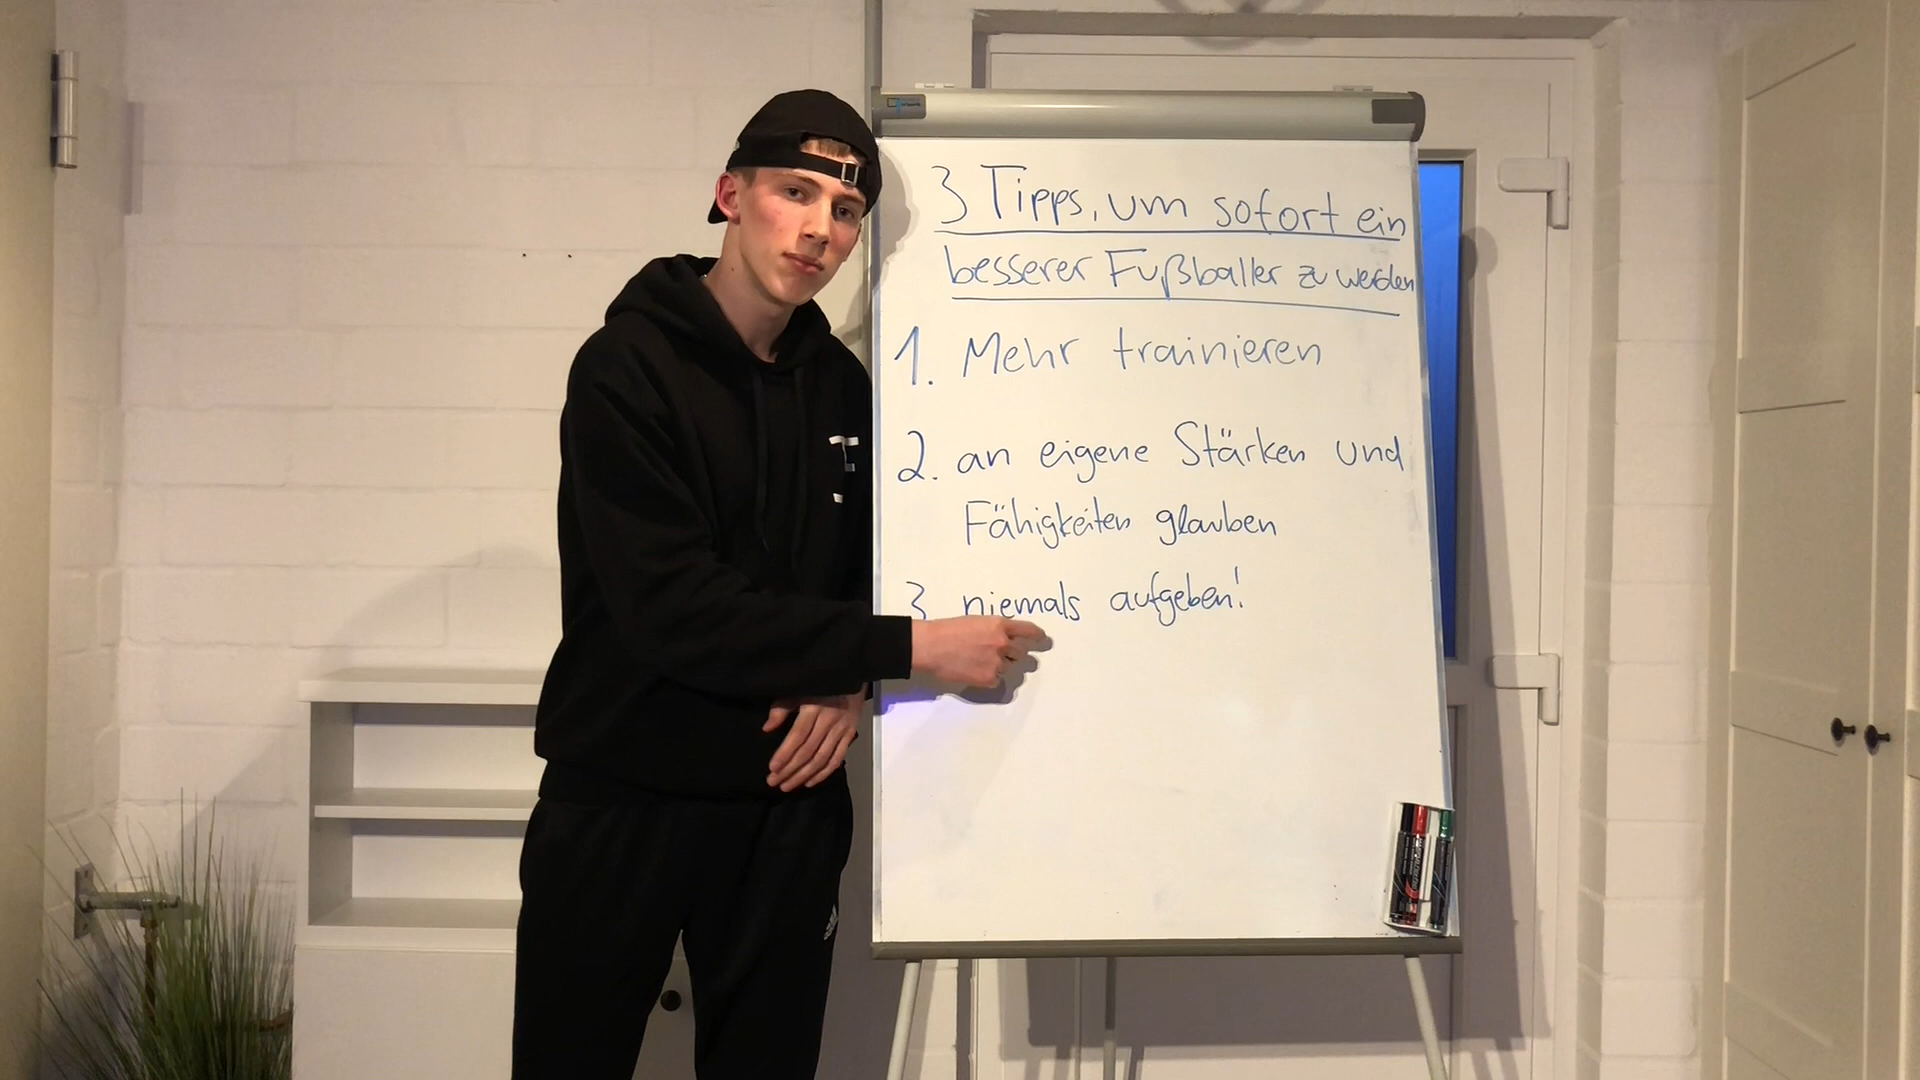 3 Tipps, um sofort ein
besserer Fußballer zu werden
1. Mehr trainieren
2. an eigene Stärken und
Fähigkeiten glauben
3 niemals aufgeben!